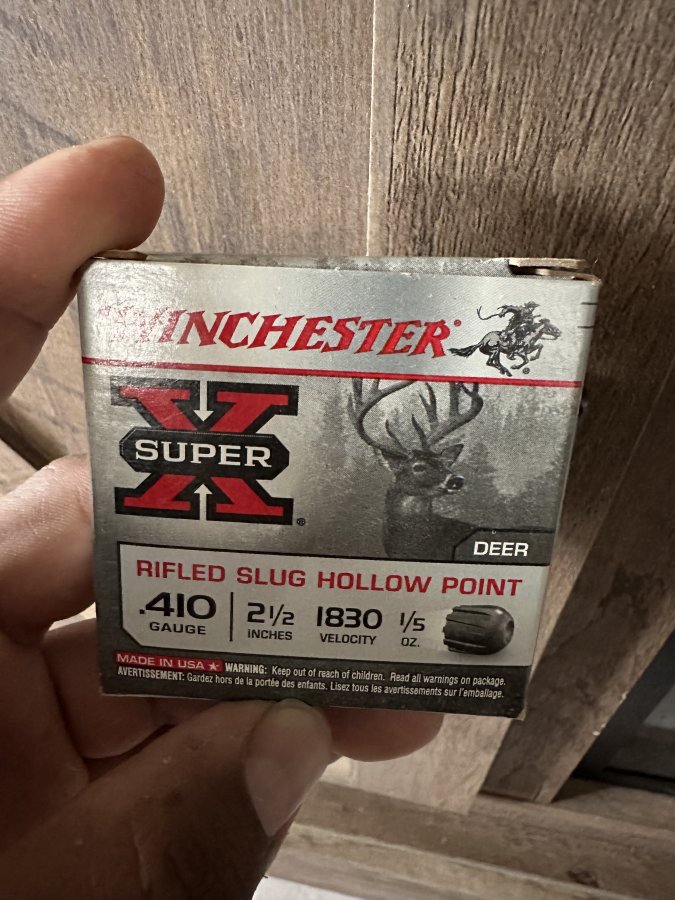 WINCHESTER®
SUPER X®
DEER
RIFLED SLUG HOLLOW POINT
.410 GAUGE
2 1/2 INCHES
1830 VELOCITY
1/5 OZ.
MADE IN USA ★ WARNING: Keep out of reach of children. Read all warnings on package.
AVERTISSEMENT: Gardez hors de la portée des enfants. Lisez tous les avertissements sur l'emballage.